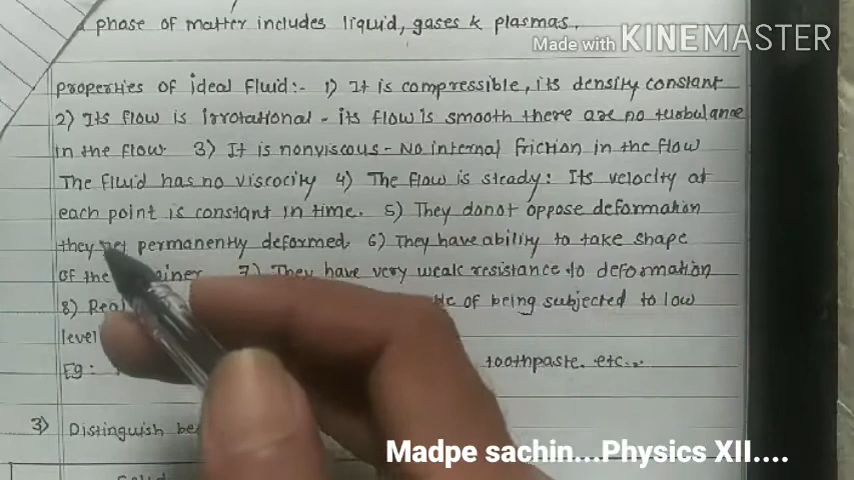 phase of matter includes liquid, gases & plasmas.
Made with KINEMASTER
properties of ideal fluid:- 1) It is compressible, its density constant
2) Its flow is irrotational - its flow is smooth there are no turbulance
in the flow. 3) It is nonviscous - No internal friction in the flow
The fluid has no viscocity 4) The flow is steady: Its velocity at
each point is constant in time. 5) They donot oppose deformation
they get permanently deformed. 6) They have ability to take shape
of the 7) They have very weak resistance to deformation
8) of being subjected to low
level
Eg: toothpaste. etc..
3) Distinguish
Madpe sachin...Physics XII....